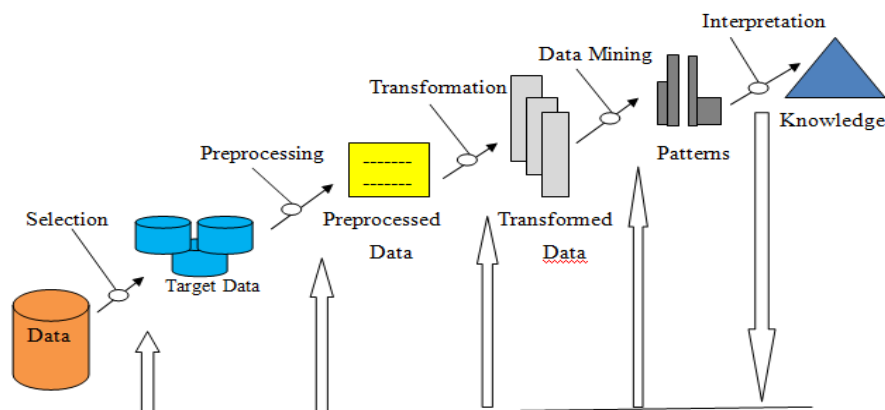 Interpretation
Data Mining
Transformation
Knowledge
Preprocessing
Patterns
Selection
Preprocessed
Data
Transformed
Data
Target Data
Data